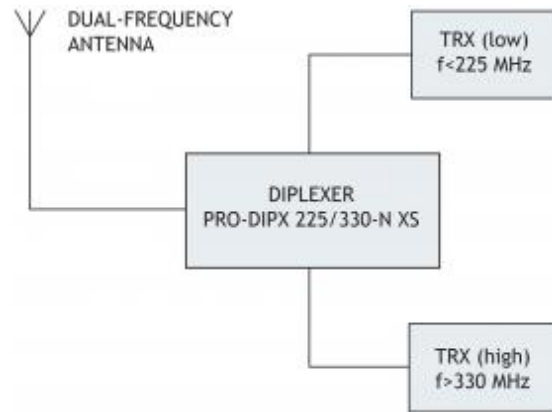 DUAL-FREQUENCY
ANTENNA
TRX (low)
f<225 MHz
DIPLEXER
PRO-DIPX 225/330-N XS
TRX (high)
f>330 MHz